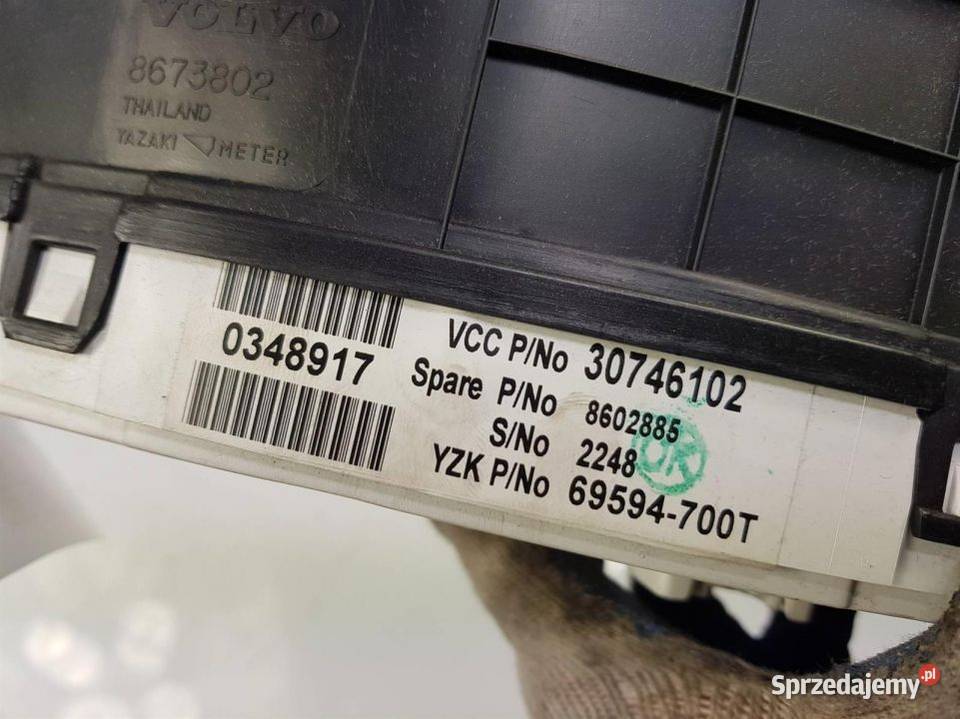 VOLVO
8673802
THAILAND
YAZAKI METER
0348917
VCC P/No 30746102
Spare P/No 8602885
S/No 2248
YZK P/No 69594-700T
OK
Sprzedajemy.pl